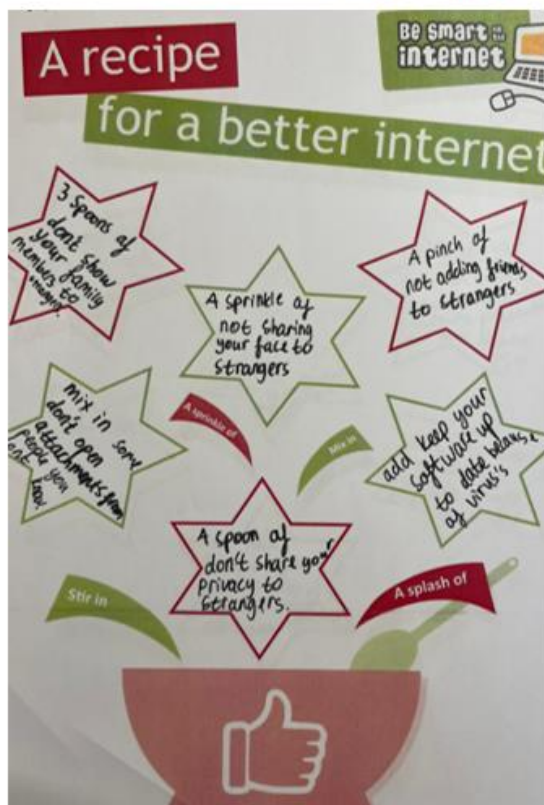 A recipe
Be smart on the
internet
for a better internet
3 Spoons of
don't show
your family
members to
A pinch of
not adding friends
to strangers
A sprinkle of
not sharing
your face to
strangers
mix in some
don't open
attachments from
people you
know.
A sprinkle of
Mix in
add keep your
software up
to date
of virus's
A spoon of
don't share your
privacy to
strangers.
Stir in
A splash of